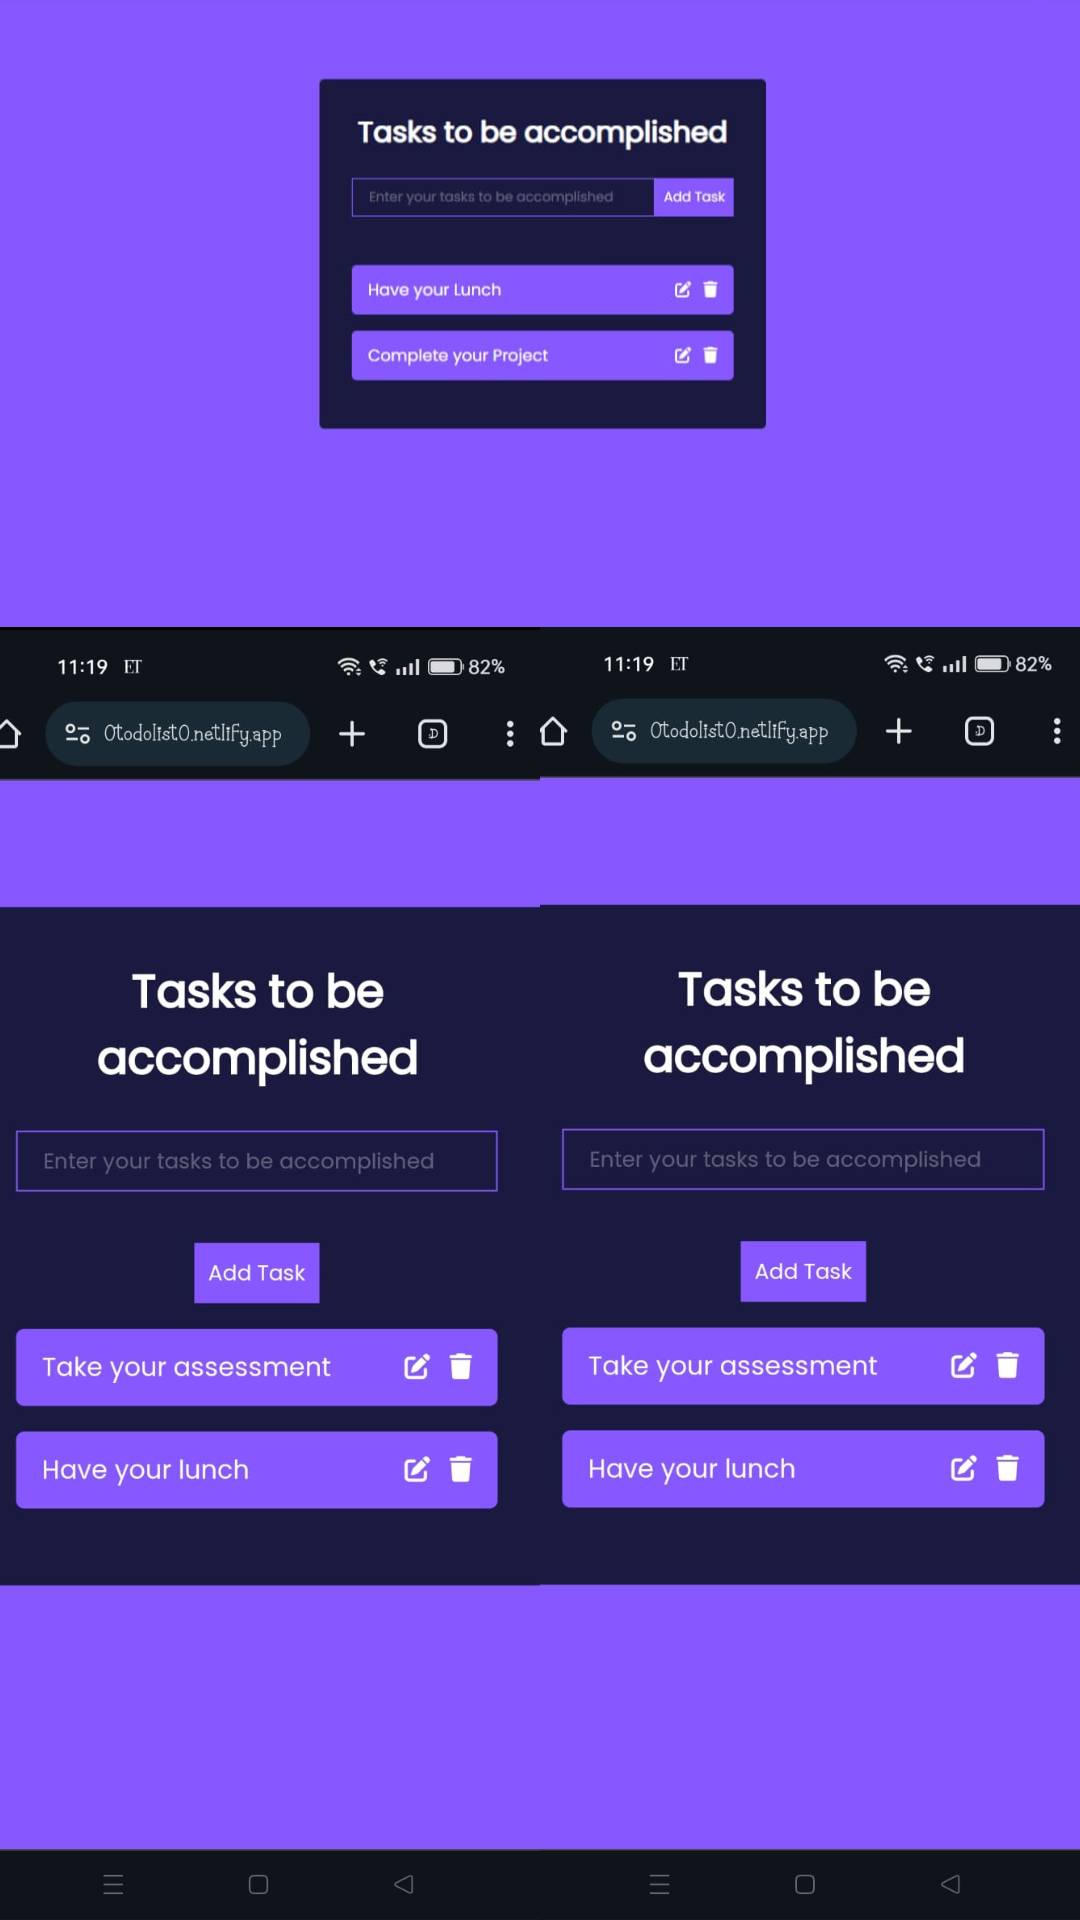 Tasks to be accomplished
Enter your tasks to be accomplished
Add Task
Have your Lunch
Complete your Project
11:19 ET
82%
0todolist0.netlify.app
Tasks to be
accomplished
Enter your tasks to be accomplished
Add Task
Take your assessment
Have your lunch
11:19 ET
82%
0todolist0.netlify.app
Tasks to be
accomplished
Enter your tasks to be accomplished
Add Task
Take your assessment
Have your lunch